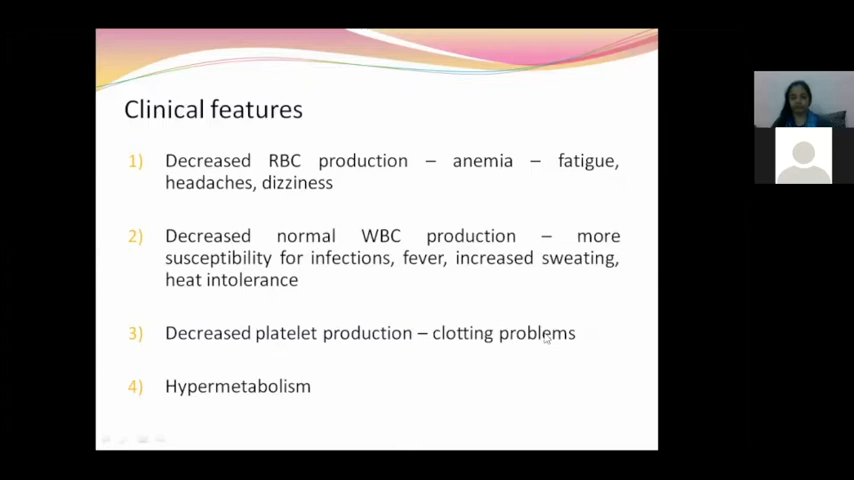 Clinical features
1) Decreased RBC production – anemia – fatigue,
headaches, dizziness
2) Decreased normal WBC production – more
susceptibility for infections, fever, increased sweating,
heat intolerance
3) Decreased platelet production – clotting problems
4) Hypermetabolism